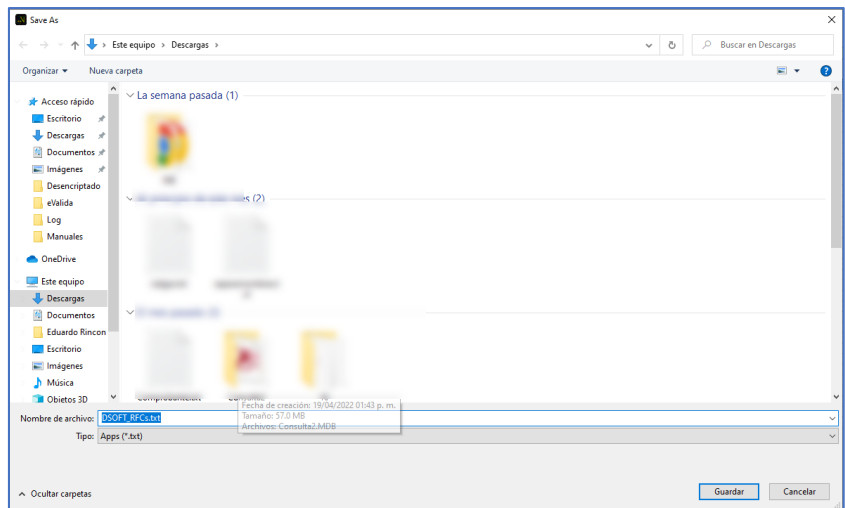 Save As
Este equipo > Descargas >
Buscar en Descargas
Organizar
Nueva carpeta
Acceso rápido
Escritorio
Descargas
Documentos
Imágenes
Desencriptado
eValida
Log
Manuales
OneDrive
Este equipo
Descargas
Documentos
Eduardo Rincon
Escritorio
Imágenes
Música
Objetos 3D
La semana pasada (1)
(2)
Fecha de creación: 19/04/2022 01:43 p. m.
Tamaño: 57.0 MB
Archivos: Consulta2.MDB
Nombre de archivo: DSOFT_RFCs.txt
Tipo: Apps (*.txt)
Ocultar carpetas
Guardar
Cancelar